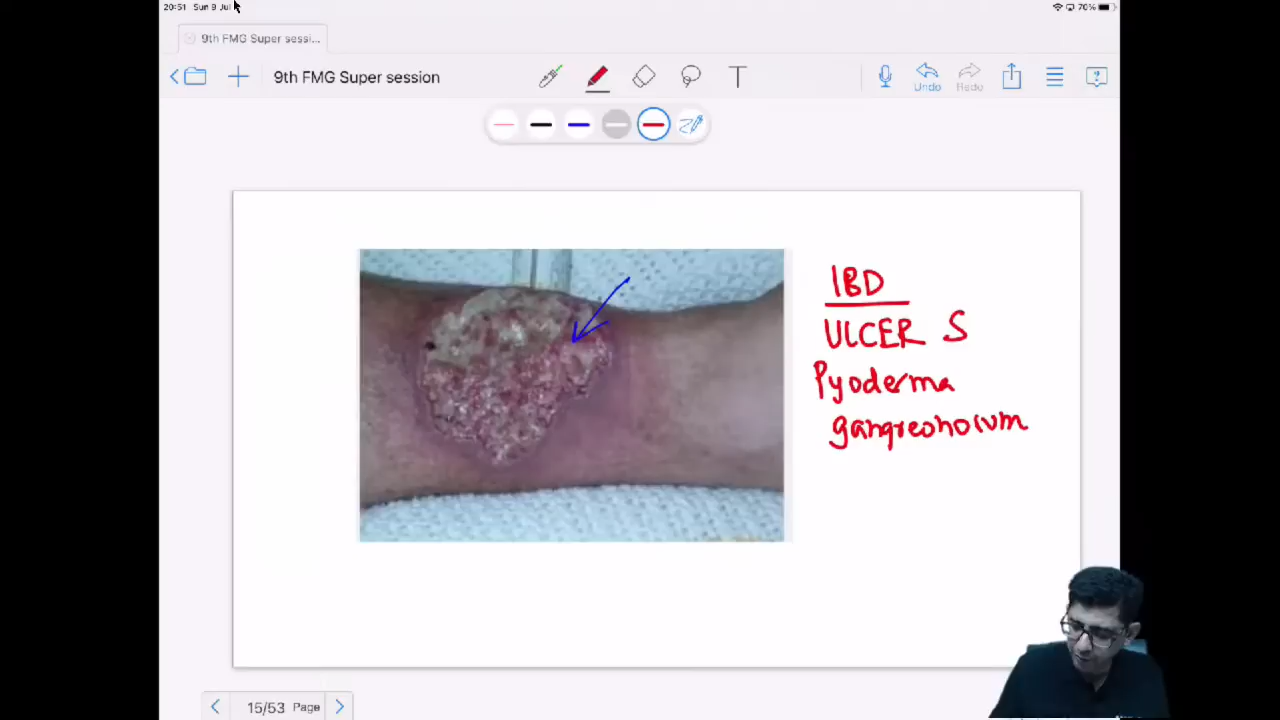 20:51 Sun 9 Jul
70%
9th FMG Super sessi...
9th FMG Super session
T
Undo
Redo
?
IBD
ULCER S
Pyoderma
gangreonocum
15/53 Page